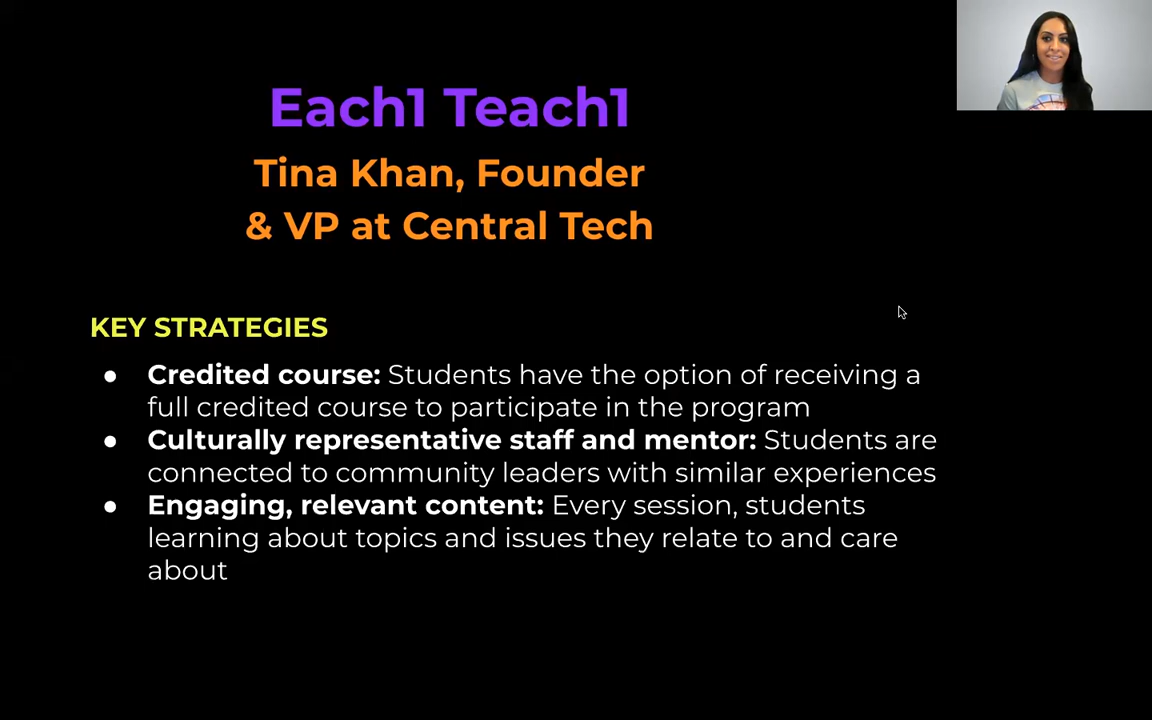 Each1 Teach1
Tina Khan, Founder
& VP at Central Tech
KEY STRATEGIES
● Credited course: Students have the option of receiving a
full credited course to participate in the program
● Culturally representative staff and mentor: Students are
connected to community leaders with similar experiences
● Engaging, relevant content: Every session, students
learning about topics and issues they relate to and care
about